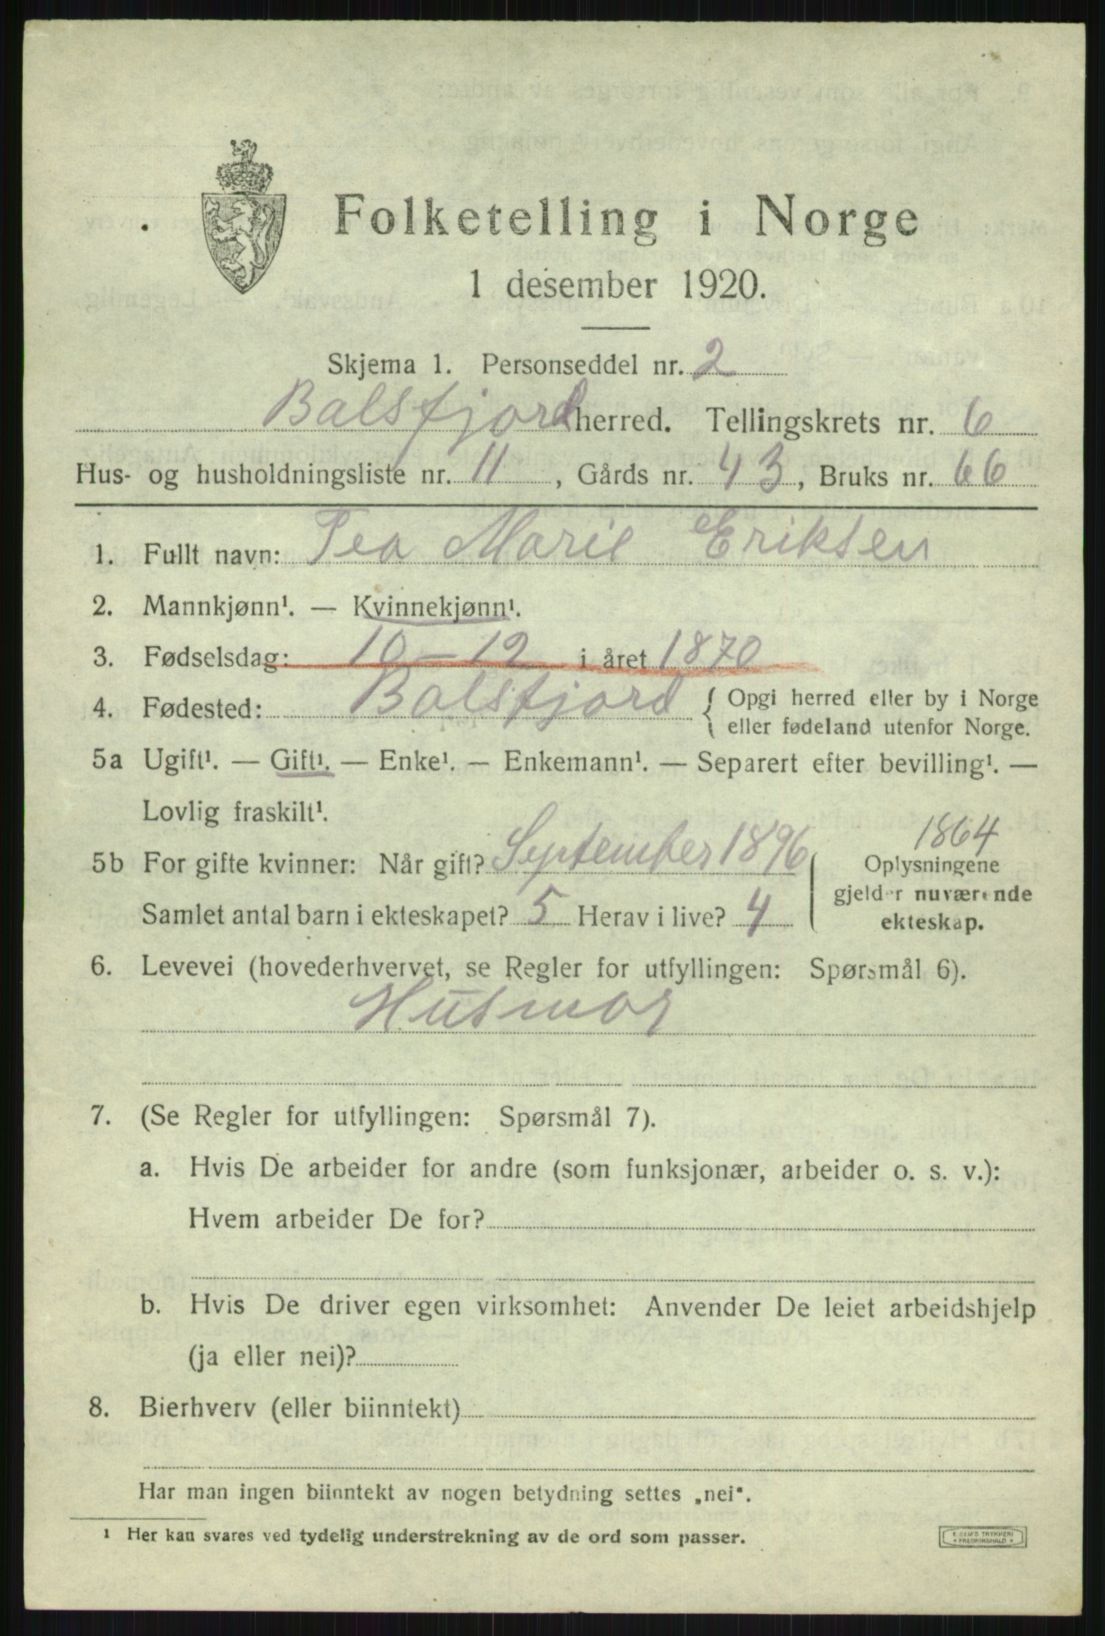 Folketelling i Norge
1 desember 1920.
Skjema 1. Personseddel nr. 2
Balsfjord herred. Tellingskrets nr. 6
Hus- og husholdningsliste nr. 11, Gårds nr. 43, Bruks nr. 66
1. Fullt navn: Tea Marie Eriksen
2. Mannkjønn¹. — Kvinnekjønn¹.
3. Fødselsdag: 10 – 12 i året 1870
4. Fødested: Balsfjord { Opgi herred eller by i Norge
eller fødeland utenfor Norge.
5a Ugift¹. — Gift¹. — Enke¹. — Enkemann¹. — Separert efter bevilling¹. —
Lovlig fraskilt¹.
1864
5b For gifte kvinner: Når gift? September 1896 Oplysningene
gjelder nuværende
Samlet antal barn i ekteskapet? 5 Herav i live? 4 ekteskap.
6. Levevei (hovederhvervet, se Regler for utfyllingen: Spørsmål 6).
Husmor
7. (Se Regler for utfyllingen: Spørsmål 7).
a. Hvis De arbeider for andre (som funksjonær, arbeider o. s. v.):
Hvem arbeider De for?
b. Hvis De driver egen virksomhet: Anvender De leiet arbeidshjelp
(ja eller nei)?
8. Bierhverv (eller biinntekt)
Har man ingen biinntekt av nogen betydning settes „nei".
¹ Her kan svares ved tydelig understrekning av de ord som passer.